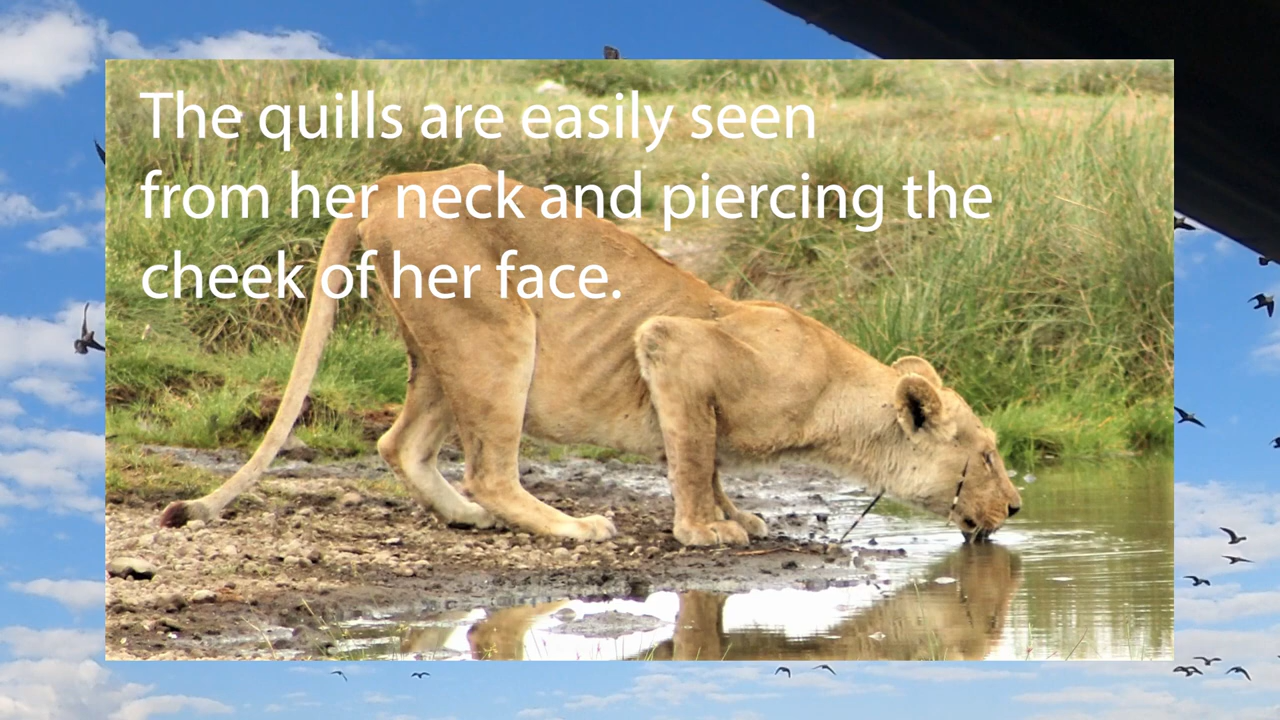 The quills are easily seen
from her neck and piercing the
cheek of her face.